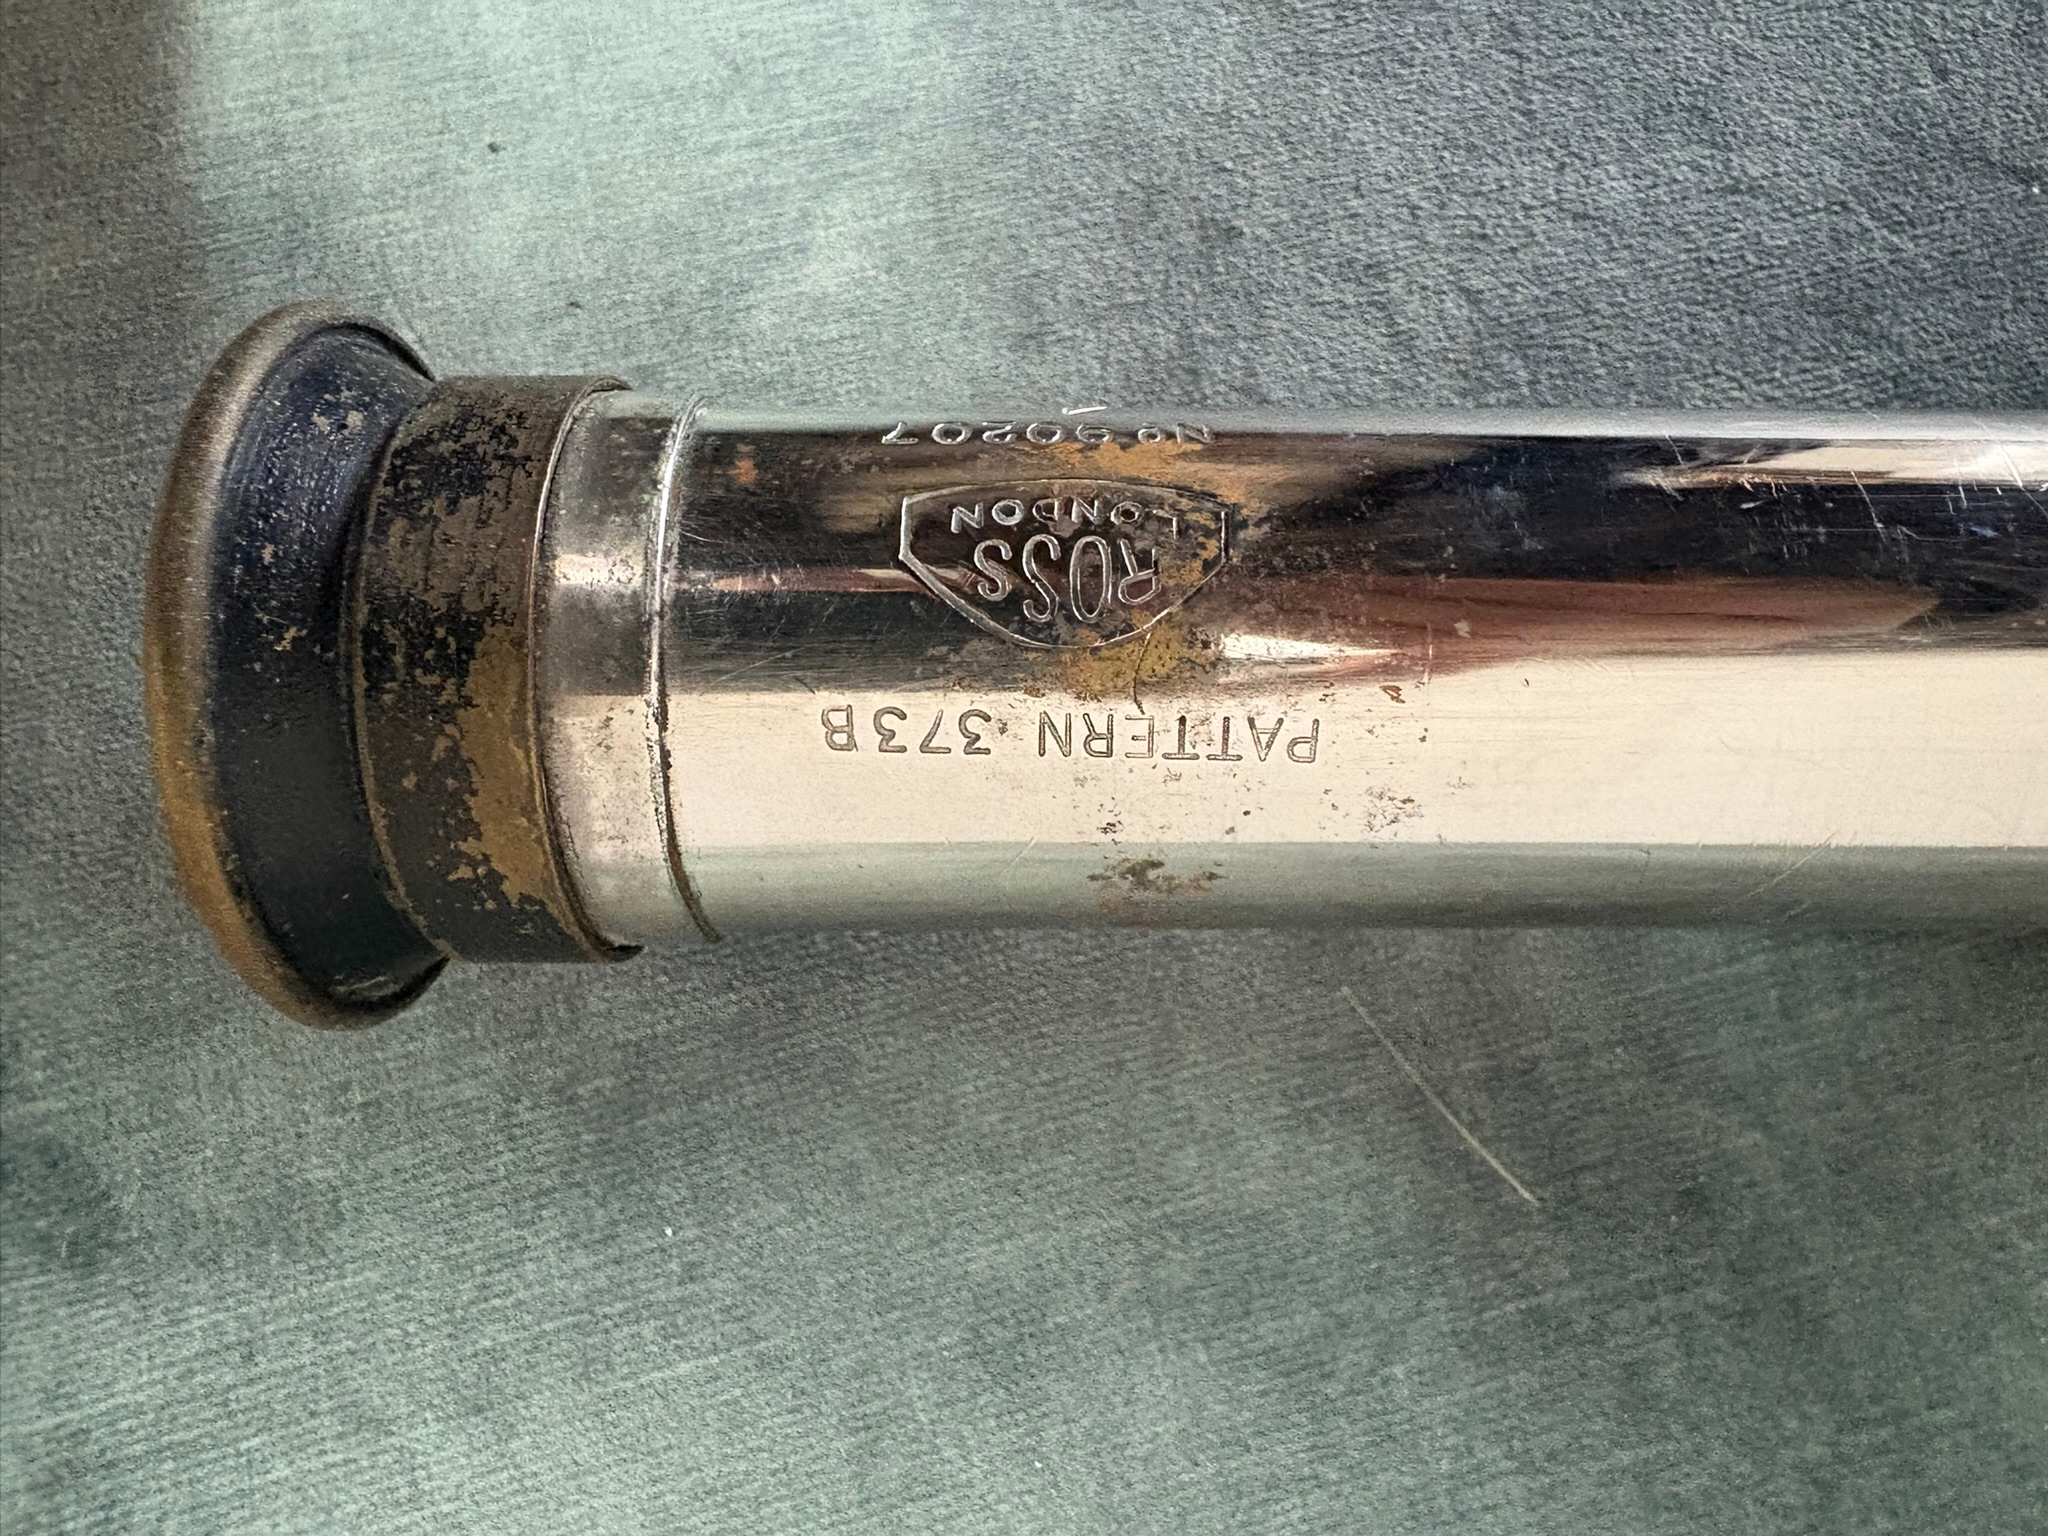 PATTERN 373B
ROSS
LONDON
No 90207